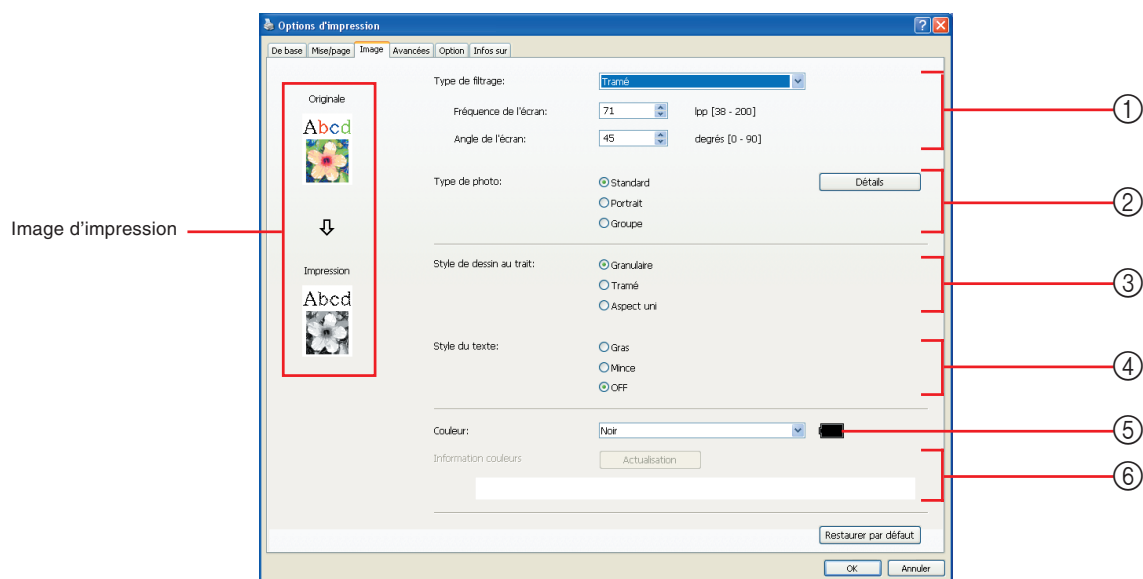 Options d'impression
De base Mise/page Image Avancées Option Infos sur
Image d'impression
Originale
Abcd
Impression
Abcd
Type de filtrage: Tramé
Fréquence de l'écran: 71 lpp [38 - 200]
Angle de l'écran: 45 degrés [0 - 90]
①
Type de photo: Standard Détails
Portrait
Groupe
②
Style de dessin au trait: Granulaire
Tramé
Aspect uni
③
Style du texte: Gras
Mince
OFF
④
Couleur: Noir
⑤
Information couleurs Actualisation
⑥
Restaurer par défaut
OK Annuler